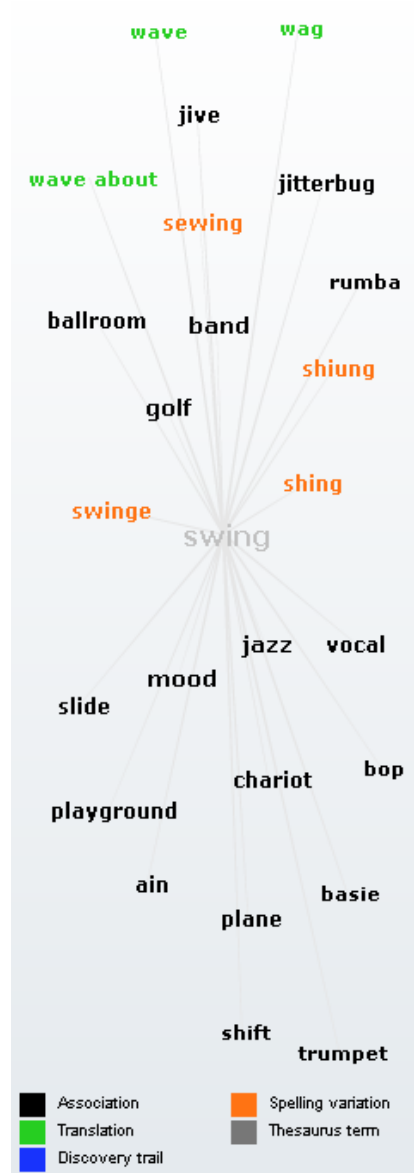 wave
wag
jive
wave about
jitterbug
sewing
rumba
ballroom
band
shiung
golf
shing
swinge
swing
jazz
vocal
mood
slide
bop
chariot
playground
ain
basie
plane
shift
trumpet
Association
Spelling variation
Translation
Thesaurus term
Discovery trail